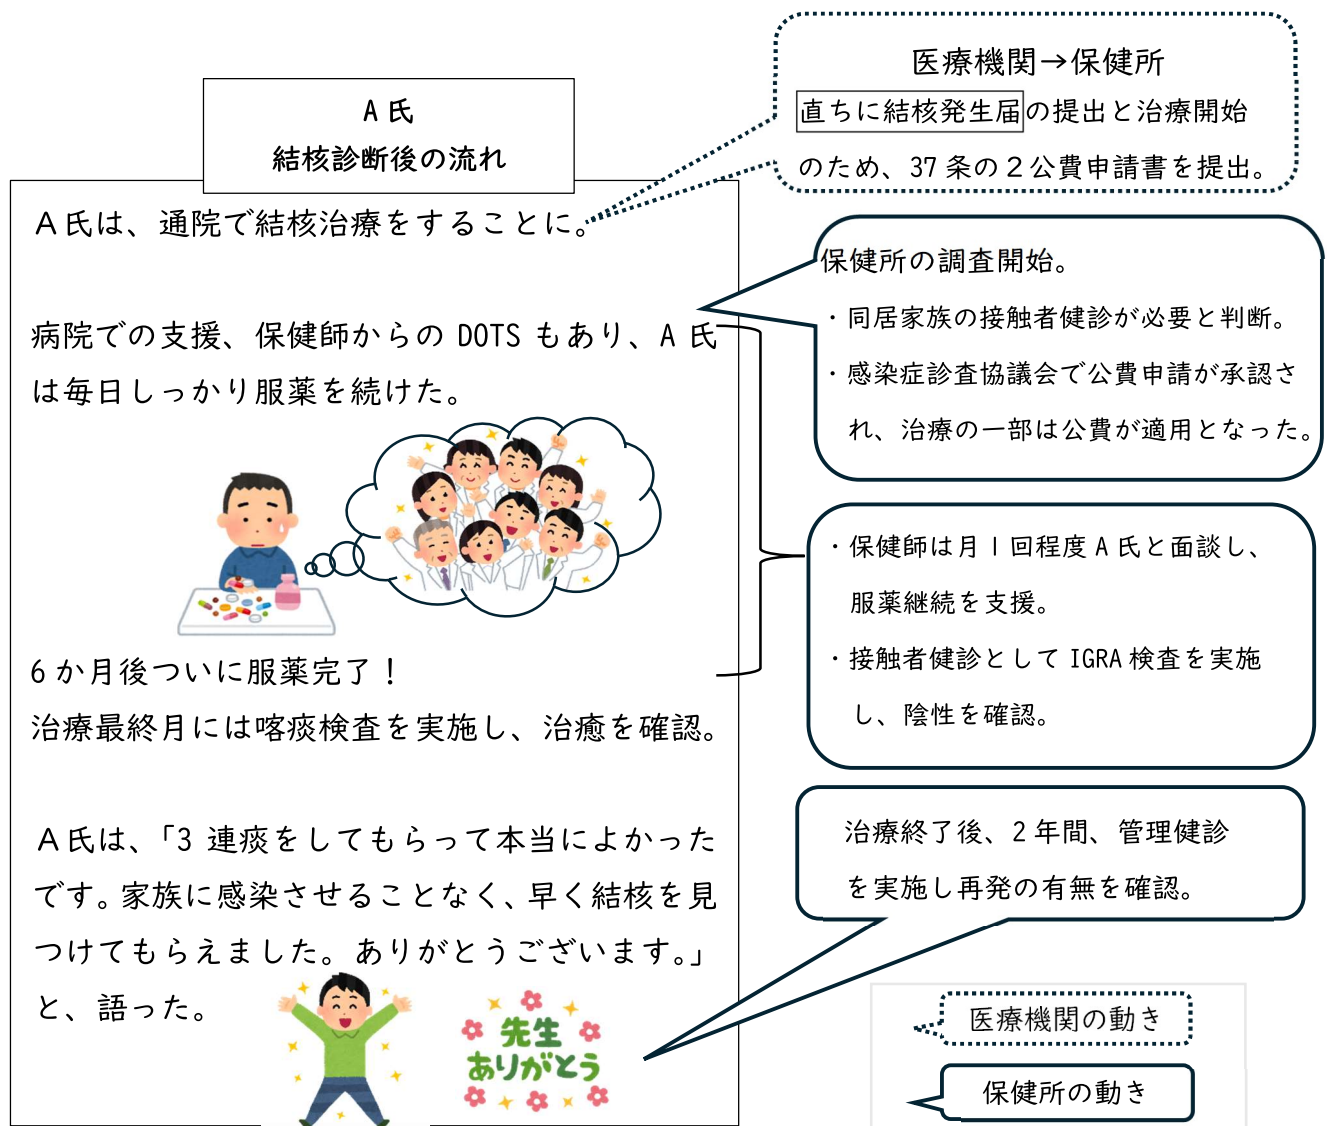 A氏
結核診断後の流れ
医療機関→保健所
直ちに結核発生届の提出と治療開始
のため、37条の2公費申請書を提出。
A氏は、通院で結核治療をすることに。
保健所の調査開始。
・同居家族の接触者健診が必要と判断。
・感染症診査協議会で公費申請が承認さ
れ、治療の一部は公費が適用となった。
病院での支援、保健師からのDOTSもあり、A氏
は毎日しっかり服薬を続けた。
・保健師は月1回程度A氏と面談し、
服薬継続を支援。
・接触者健診としてIGRA検査を実施
し、陰性を確認。
6か月後ついに服薬完了!
治療最終月には喀痰検査を実施し、治癒を確認。
治療終了後、2年間、管理健診
を実施し再発の有無を確認。
A氏は、「3連痰をしてもらって本当によかった
です。家族に感染させることなく、早く結核を見
つけてもらえました。ありがとうございます。」
と、語った。
先生
ありがとう
医療機関の動き
保健所の動き